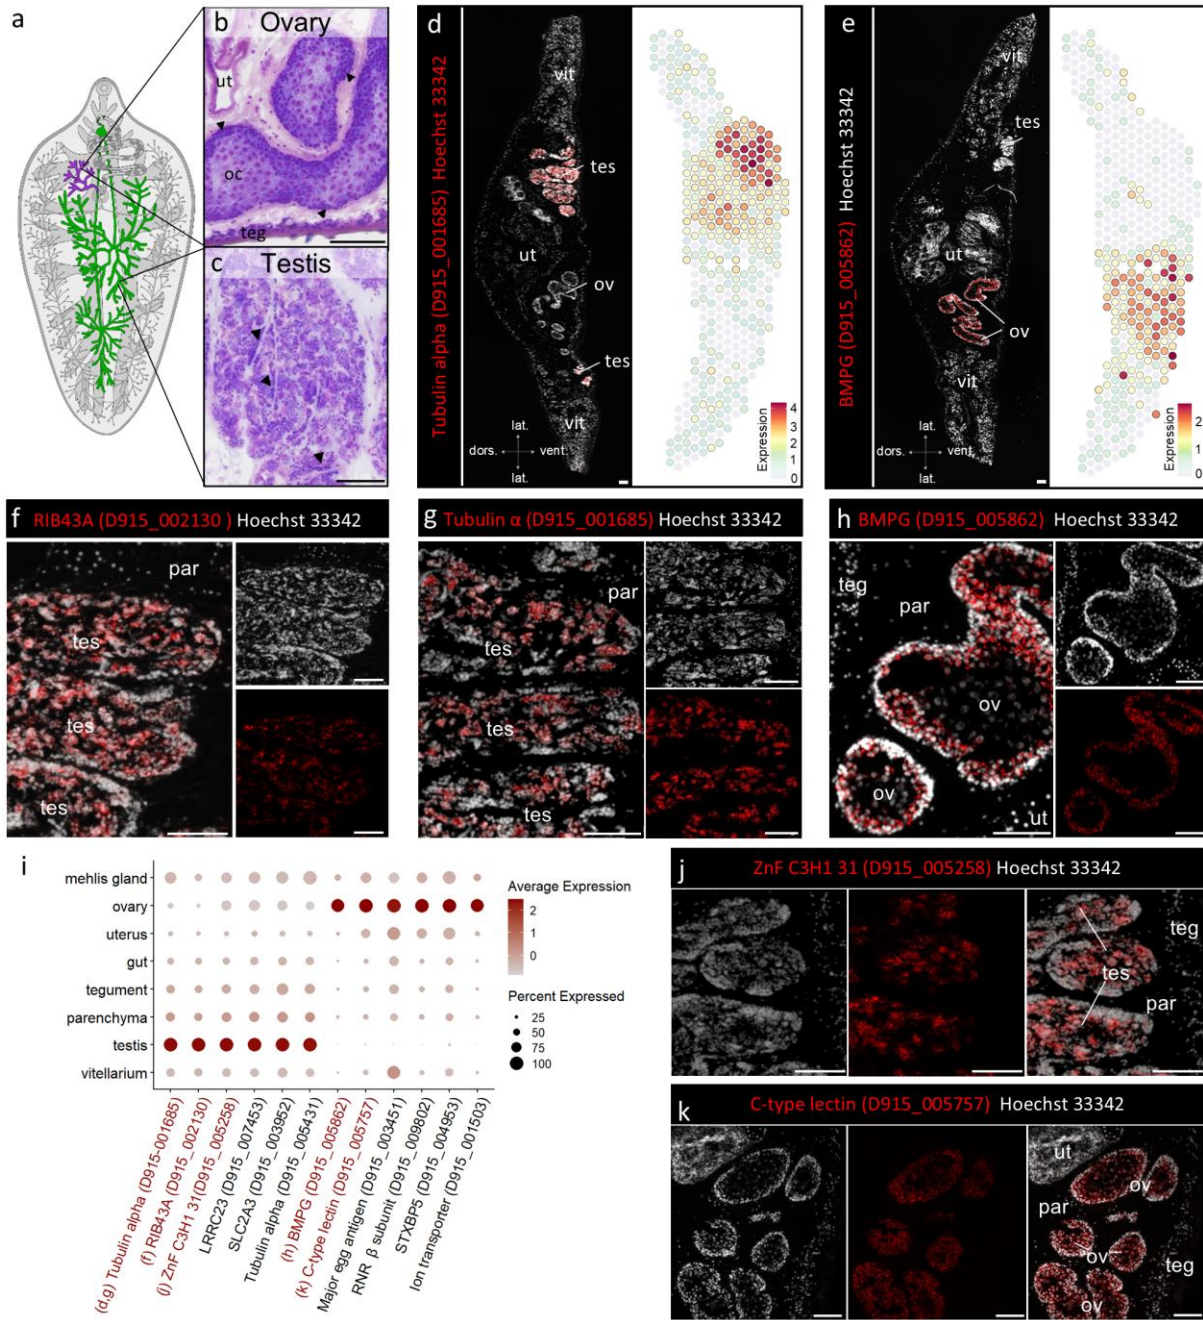 a
b
Ovary
ut
oc
teg
c
Testis
d
Tubulin alpha (D915_001685) Hoechst 33342
vit
tes
ut
ov
tes
vit
lat.
dors.
vent.
lat.
Expression
4
3
2
1
0
e
BMPG (D915_005862) Hoechst 33342
vit
tes
ut
ov
vit
lat.
dors.
vent.
lat.
Expression
2
1
0
f
RIB43A (D915_002130 ) Hoechst 33342
par
tes
tes
tes
g
Tubulin α (D915_001685) Hoechst 33342
par
tes
tes
tes
h
BMPG (D915_005862) Hoechst 33342
teg
par
ov
ov
ut
i
mehlis gland
ovary
uterus
gut
tegument
parenchyma
testis
vitellarium
Average Expression
2
1
0
Percent Expressed
25
50
75
100
(d,g) Tubulin alpha (D915-001685)
(f) RIB43A (D915_002130)
(j) ZnF C3H1 31(D915_005258)
LRRC23 (D915_007453)
SLC2A3 (D915_003952)
Tubulin alpha (D915_005431)
(h) BMPG (D915_005862)
(k) C-type lectin (D915_005757)
Major egg antigen (D915_003451)
RNR β subunit (D915_009802)
STXBP5 (D915_004953)
Ion transporter (D915_001503)
j
ZnF C3H1 31 (D915_005258) Hoechst 33342
teg
tes
par
k
C-type lectin (D915_005757) Hoechst 33342
ut
ov
par
ov
teg
ov